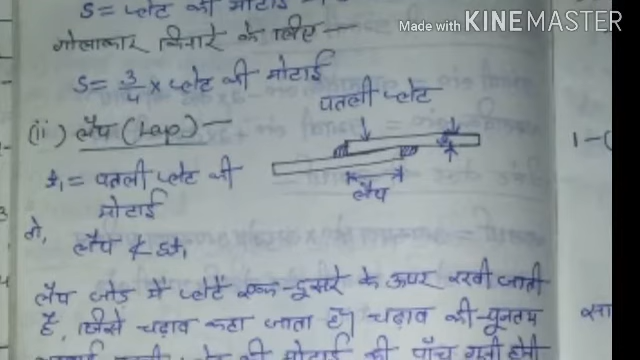 Made with KINEMASTER
S = प्लेट की मोटाई
गोलाकार किनारे के लिए —
S = 3/4 × प्लेट की मोटाई
पतली प्लेट
(ii) लैप (Lap) —
t₁ = पतली प्लेट की
मोटाई
लैप
तो, लैप ≮ 5t₁
लैप जोड़ में प्लेटें एक-दूसरे के ऊपर रखी जाती
है, जिसे चढ़ाव कहा जाता है। चढ़ाव की न्यूनतम
प्लेट की मोटाई की पाँच गुनी होनी